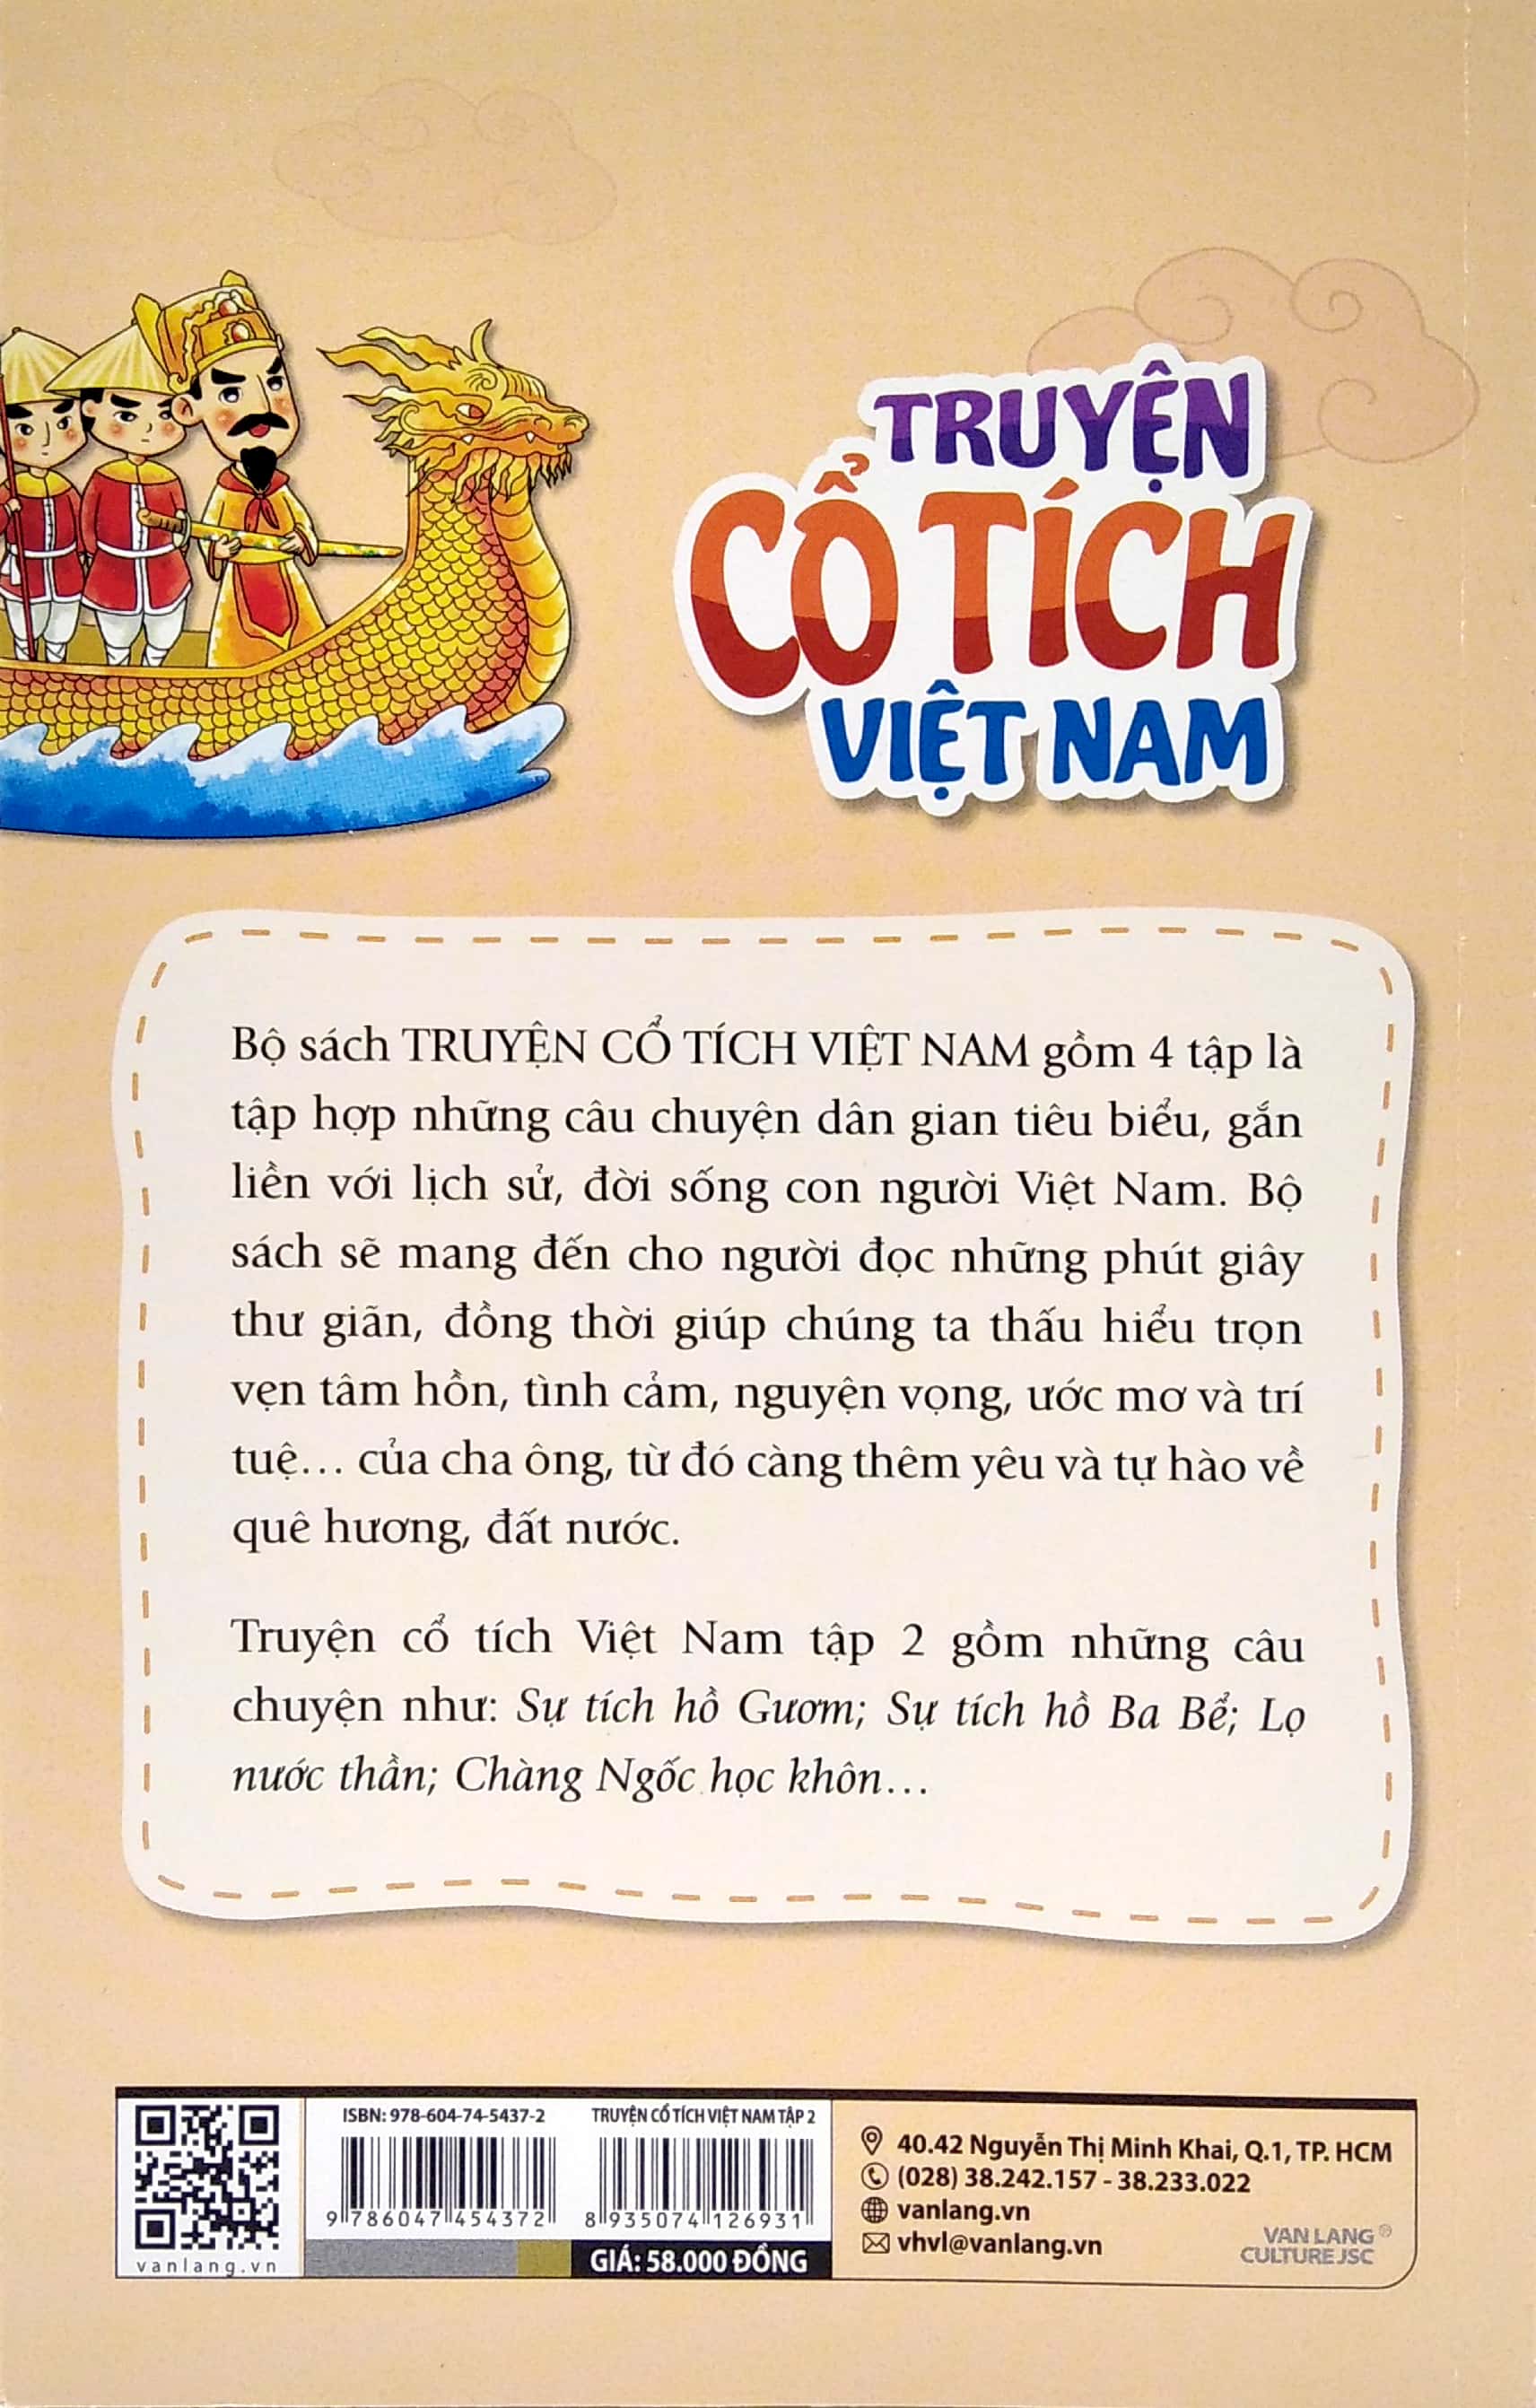 TRUYỆN
CỔ TÍCH
VIỆT NAM
Bộ sách TRUYỆN CỔ TÍCH VIỆT NAM gồm 4 tập là
tập hợp những câu chuyện dân gian tiêu biểu, gắn
liền với lịch sử, đời sống con người Việt Nam. Bộ
sách sẽ mang đến cho người đọc những phút giây
thư giãn, đồng thời giúp chúng ta thấu hiểu trọn
vẹn tâm hồn, tình cảm, nguyện vọng, ước mơ và trí
tuệ... của cha ông, từ đó càng thêm yêu và tự hào về
quê hương, đất nước.
Truyện cổ tích Việt Nam tập 2 gồm những câu
chuyện như: Sự tích hồ Gươm; Sự tích hồ Ba Bể; Lọ
nước thần; Chàng Ngốc học khôn...
vanlang.vn
ISBN: 978-604-74-5437-2
9 786047 454372
TRUYỆN CỔ TÍCH VIỆT NAM TẬP 2
8 935074 126931
GIÁ: 58.000 ĐỒNG
40.42 Nguyễn Thị Minh Khai, Q.1, TP. HCM
(028) 38.242.157 - 38.233.022
vanlang.vn
vhvl@vanlang.vn
VAN LANG ®
CULTURE JSC